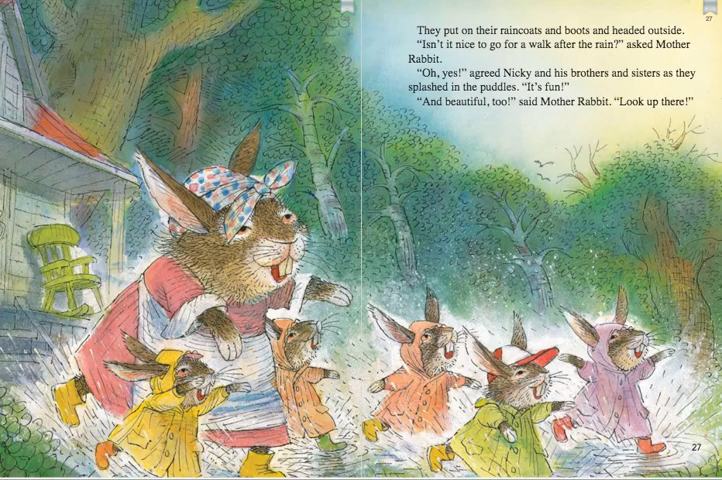 27
They put on their raincoats and boots and headed outside.
“Isn’t it nice to go for a walk after the rain?” asked Mother
Rabbit.
“Oh, yes!” agreed Nicky and his brothers and sisters as they
splashed in the puddles. “It’s fun!”
“And beautiful, too!” said Mother Rabbit. “Look up there!”
27